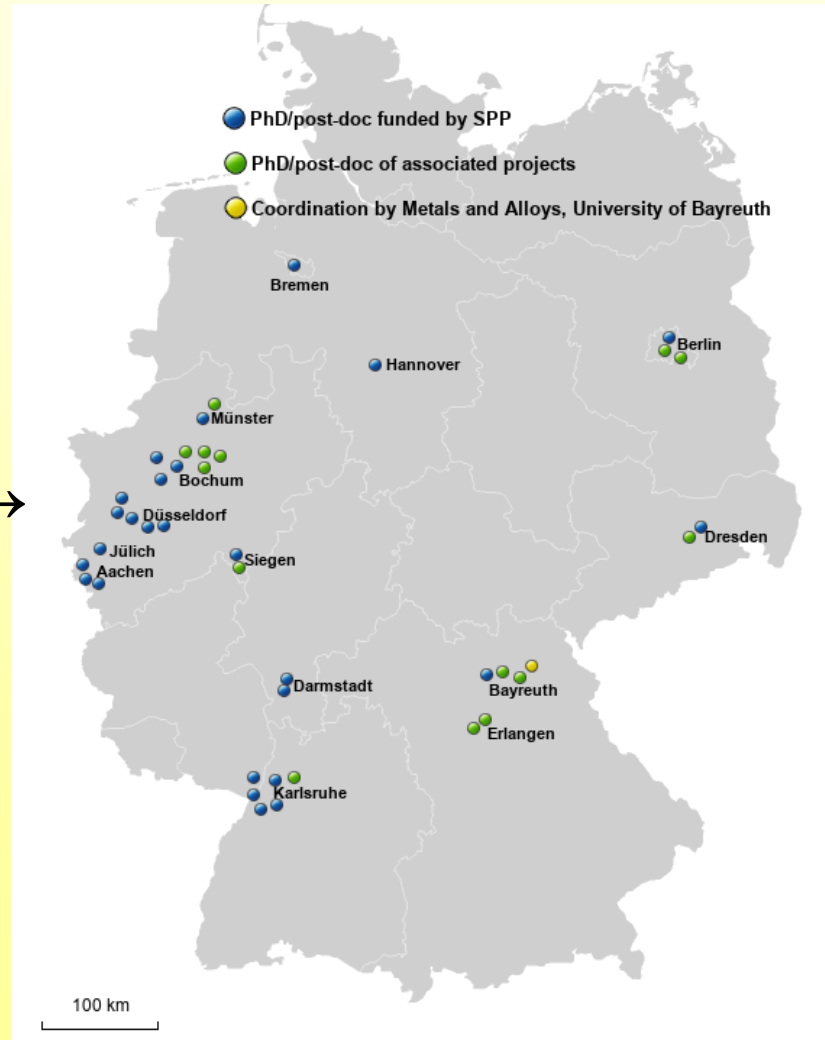 PhD/post-doc funded by SPP
PhD/post-doc of associated projects
Coordination by Metals and Alloys, University of Bayreuth
Bremen
Berlin
Hannover
Münster
Bochum
Düsseldorf
Dresden
Jülich
Siegen
Aachen
Darmstadt
Bayreuth
Erlangen
Karlsruhe
100 km